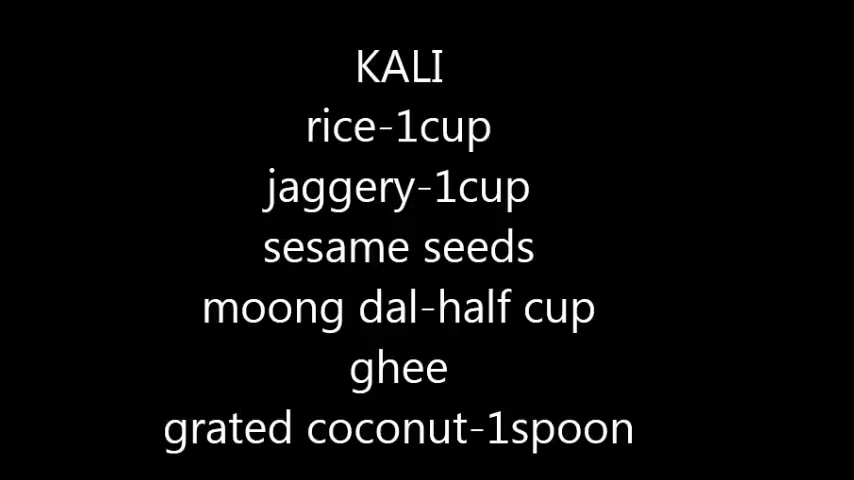 KALI
rice-1cup
jaggery-1cup
sesame seeds
moong dal-half cup
ghee
grated coconut-1spoon